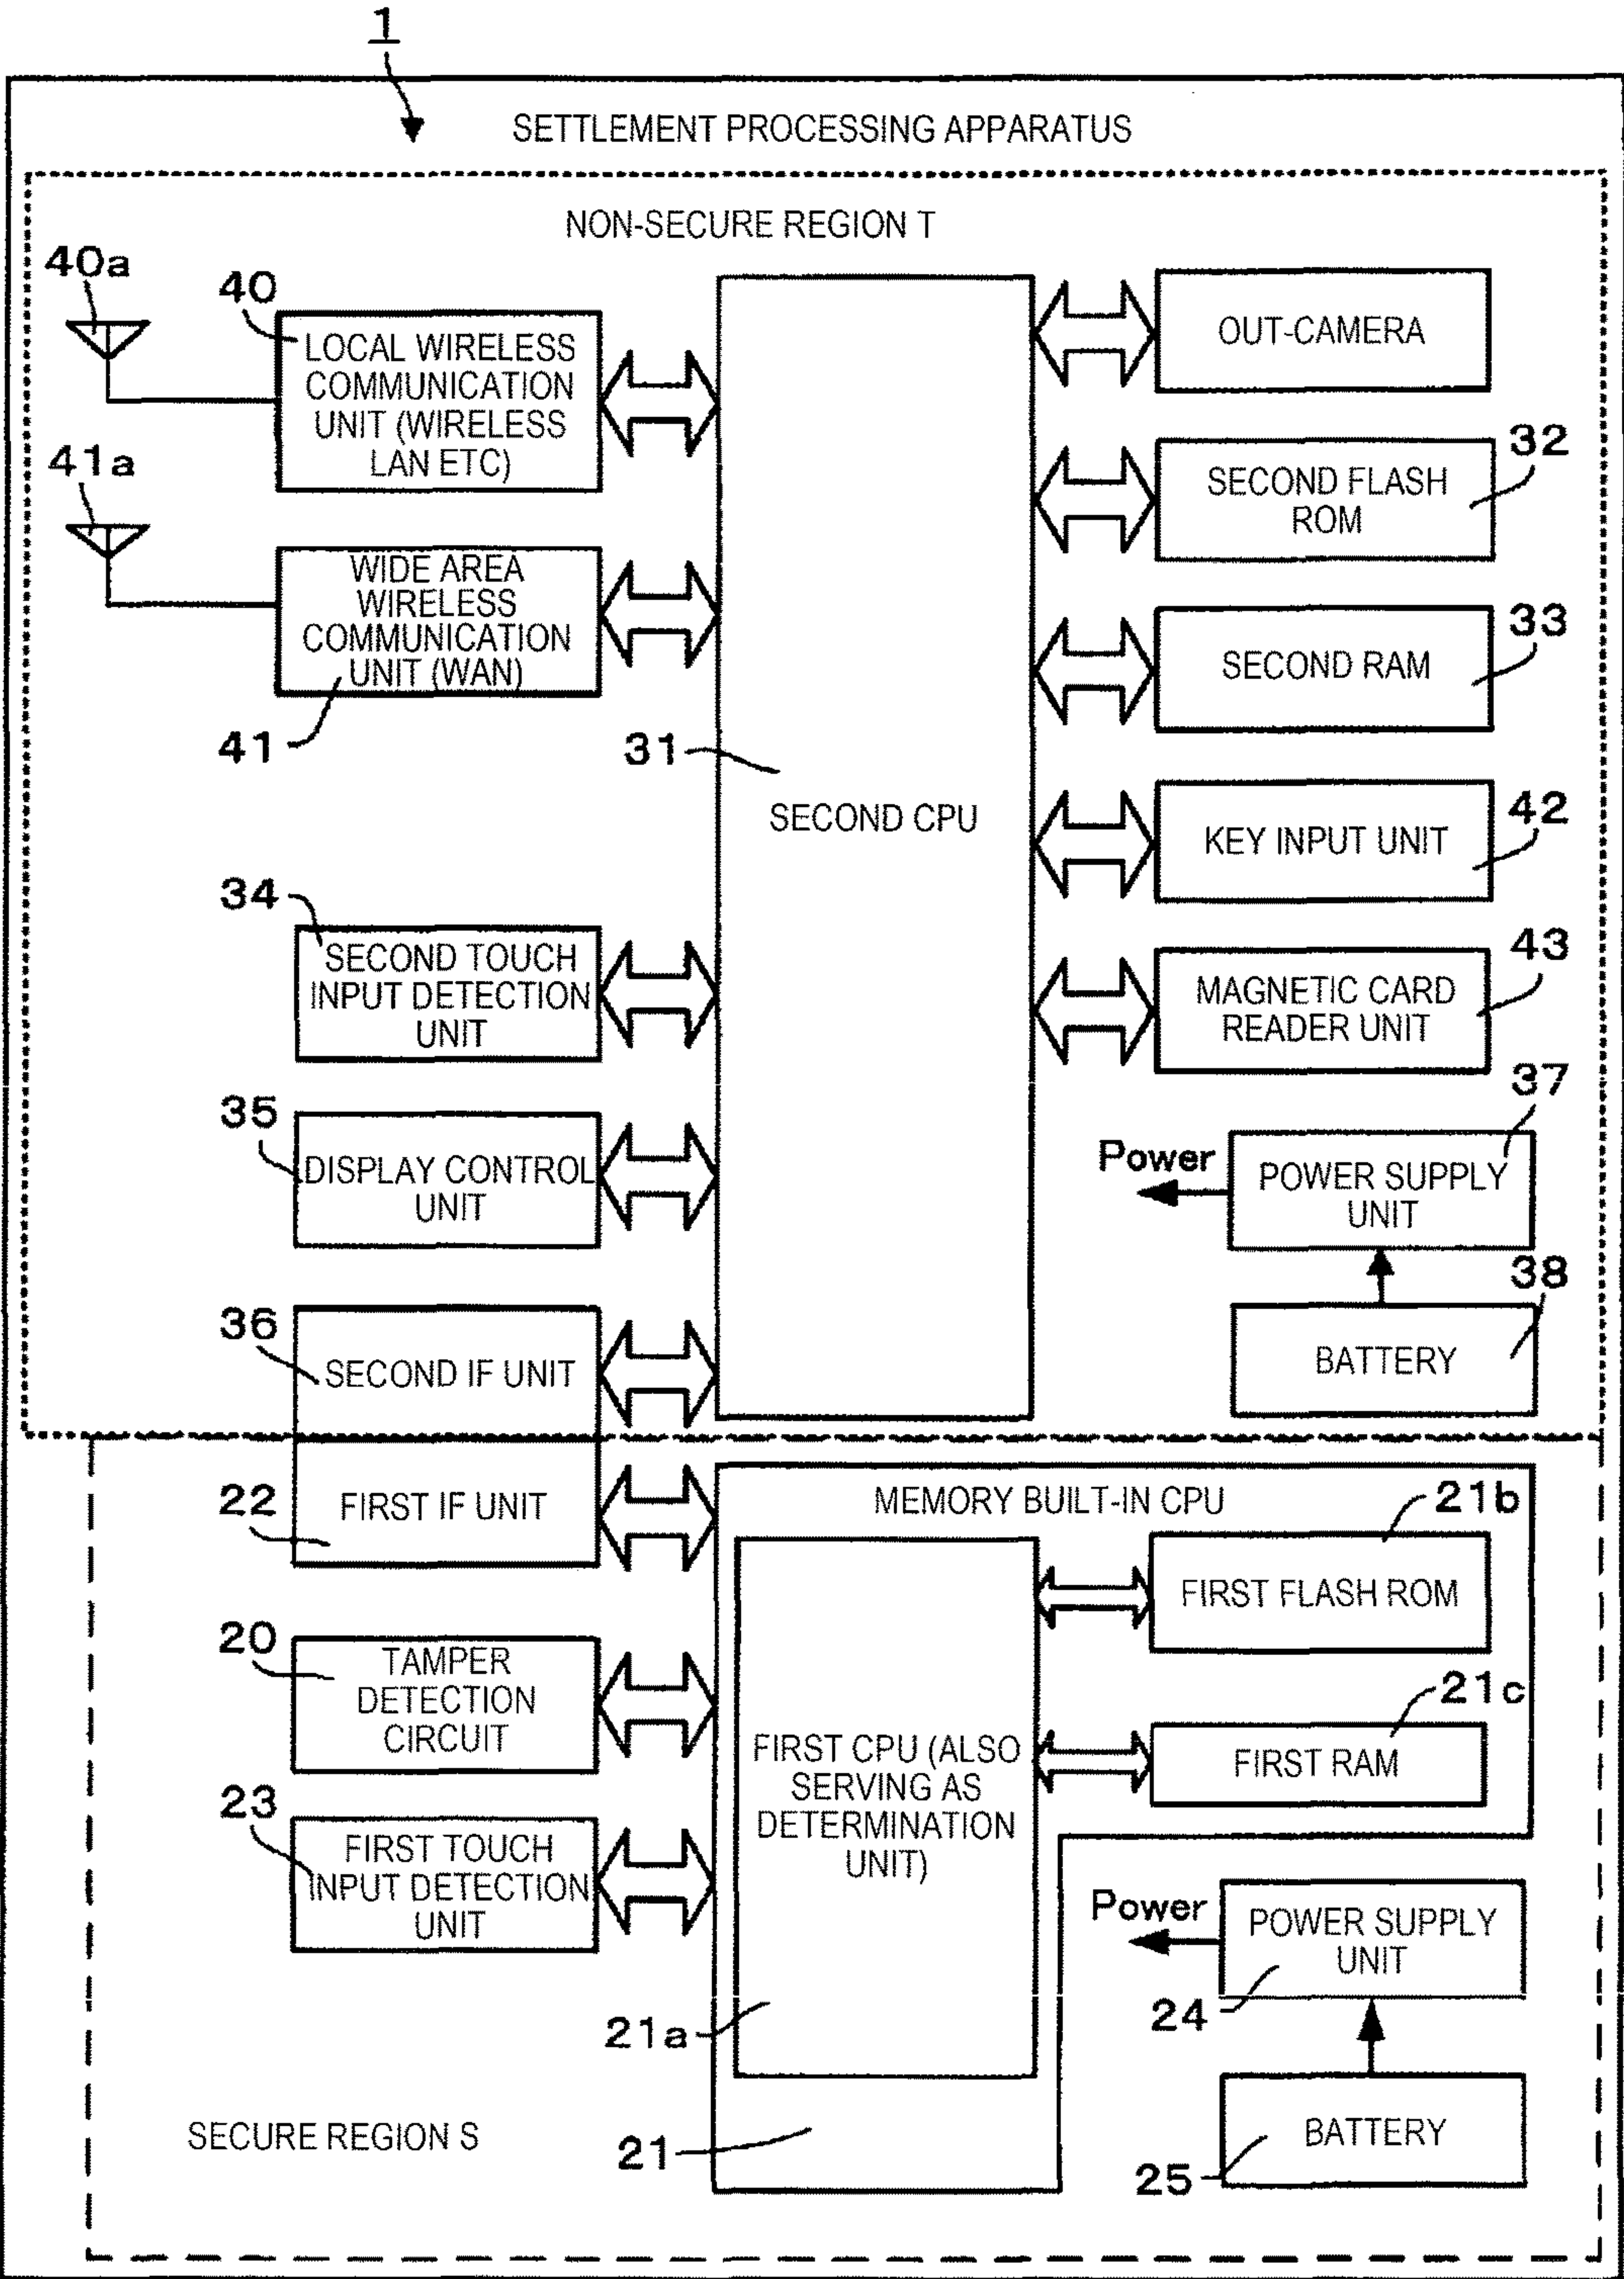 1
SETTLEMENT PROCESSING APPARATUS
NON-SECURE REGION T
40a
40
LOCAL WIRELESS
COMMUNICATION
UNIT (WIRELESS
LAN ETC)
OUT-CAMERA
41a
32
SECOND FLASH
ROM
WIDE AREA
WIRELESS
COMMUNICATION
UNIT (WAN)
41
33
SECOND RAM
31
SECOND CPU
42
KEY INPUT UNIT
34
SECOND TOUCH
INPUT DETECTION
UNIT
43
MAGNETIC CARD
READER UNIT
35
DISPLAY CONTROL
UNIT
37
Power
POWER SUPPLY
UNIT
38
BATTERY
36
SECOND IF UNIT
22
FIRST IF UNIT
MEMORY BUILT-IN CPU
21b
FIRST FLASH ROM
20
TAMPER
DETECTION
CIRCUIT
21c
FIRST RAM
FIRST CPU (ALSO
SERVING AS
DETERMINATION
UNIT)
23
FIRST TOUCH
INPUT DETECTION
UNIT
Power
POWER SUPPLY
UNIT
24
21a
SECURE REGION S
21
BATTERY
25